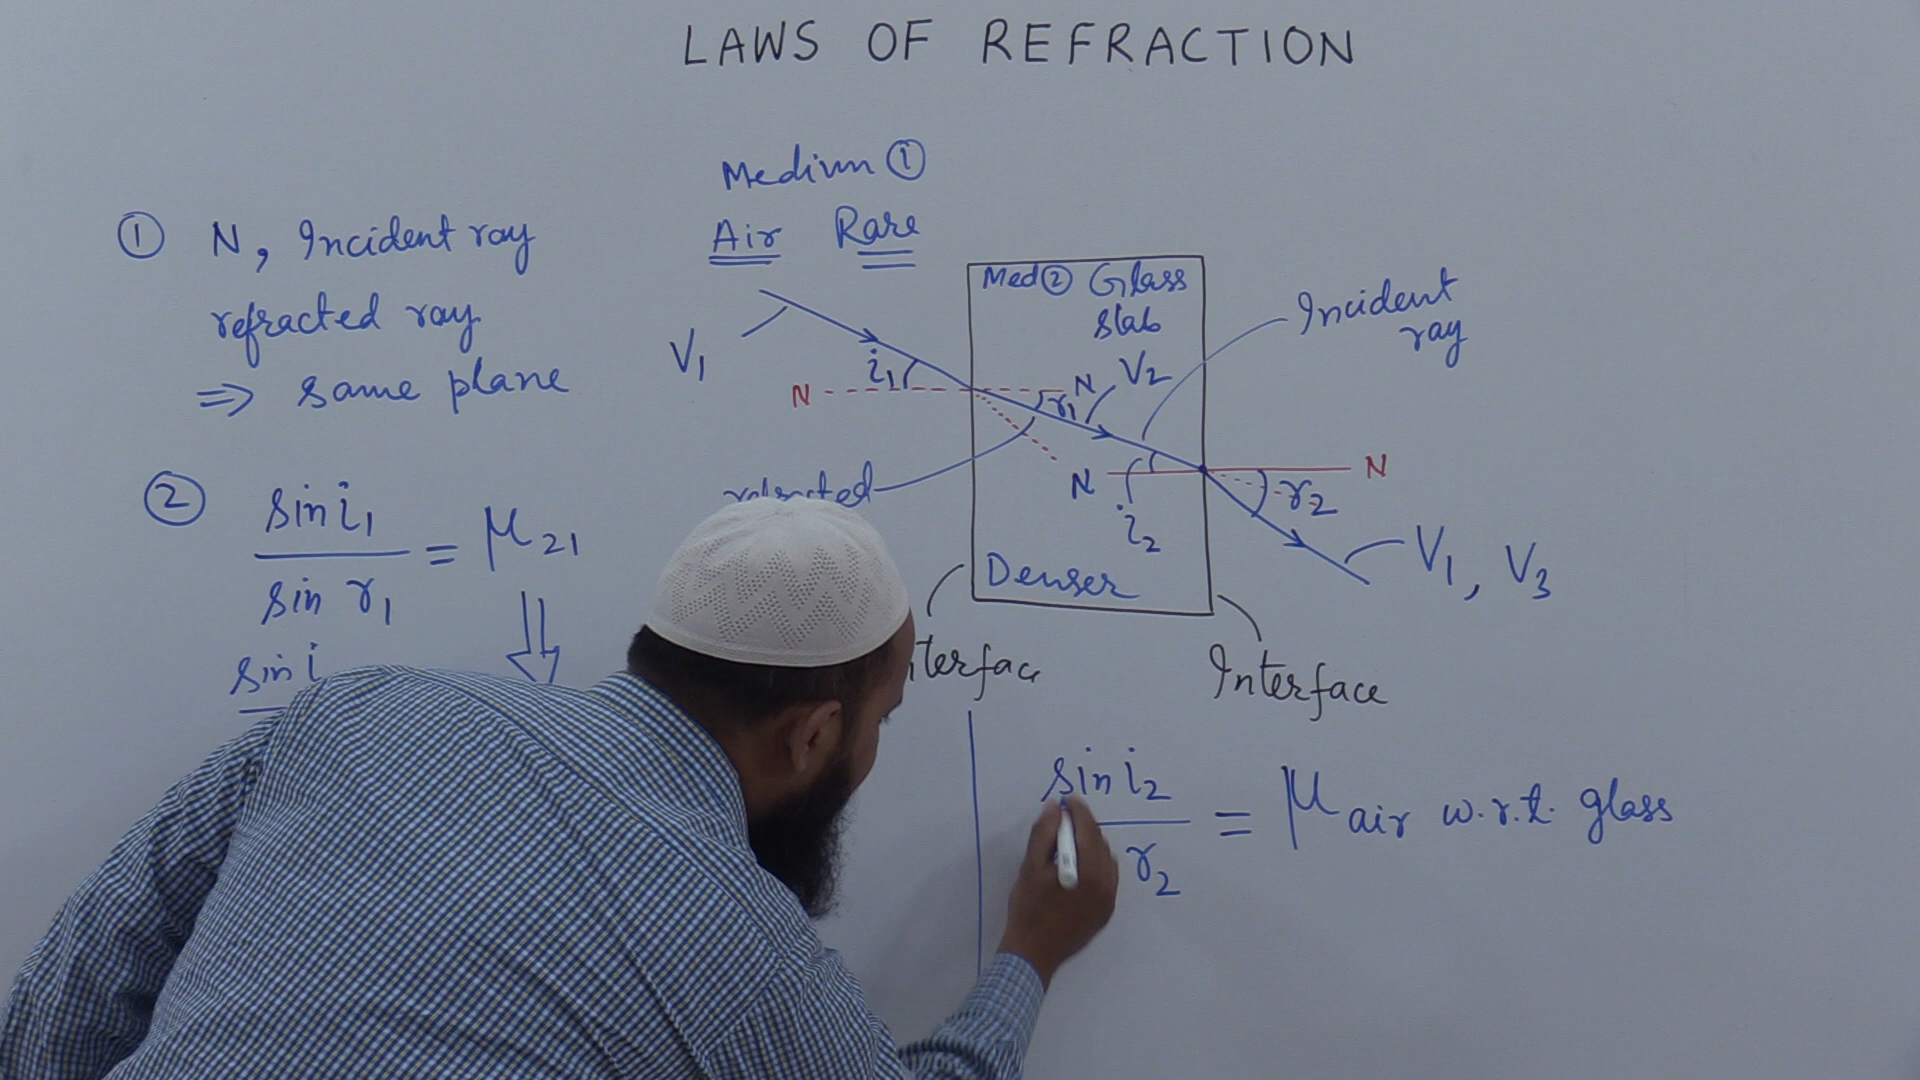 LAWS OF REFRACTION
Medium ①
Air Rare
① N, Incident ray
refracted ray
⇒ same plane
② sin i₁
sin r₁
= μ₂₁
sin i
V₁
i₁
N
N
r₁
V₂
Med② Glass
slab
Incident
ray
N
i₂
N
r₂
V₁, V₃
Denser
Interface
sin i₂
r₂
= μ air w.r.t. glass